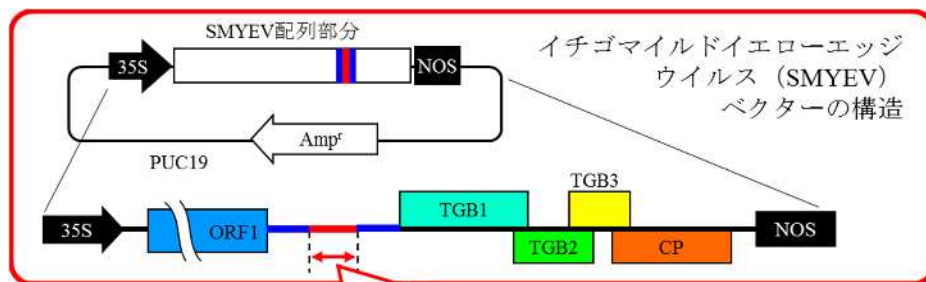 SMYEV配列部分
イチゴマイルドイエローエッジ
ウイルス（SMYEV）
ベクターの構造
35S
NOS
Ampr
PUC19
TGB3
TGB1
35S
ORF1
NOS
TGB2
CP